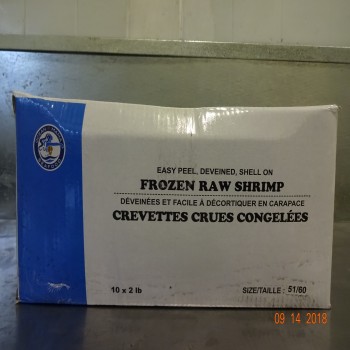 EASY PEEL, DEVEINED, SHELL ON
FROZEN RAW SHRIMP
DÉVEINÉES ET FACILE À DÉCORTIQUER EN CARAPACE
CREVETTES CRUES CONGELÉES
10 x 2 lb
SIZE/TAILLE : 51/60
09 14 2018